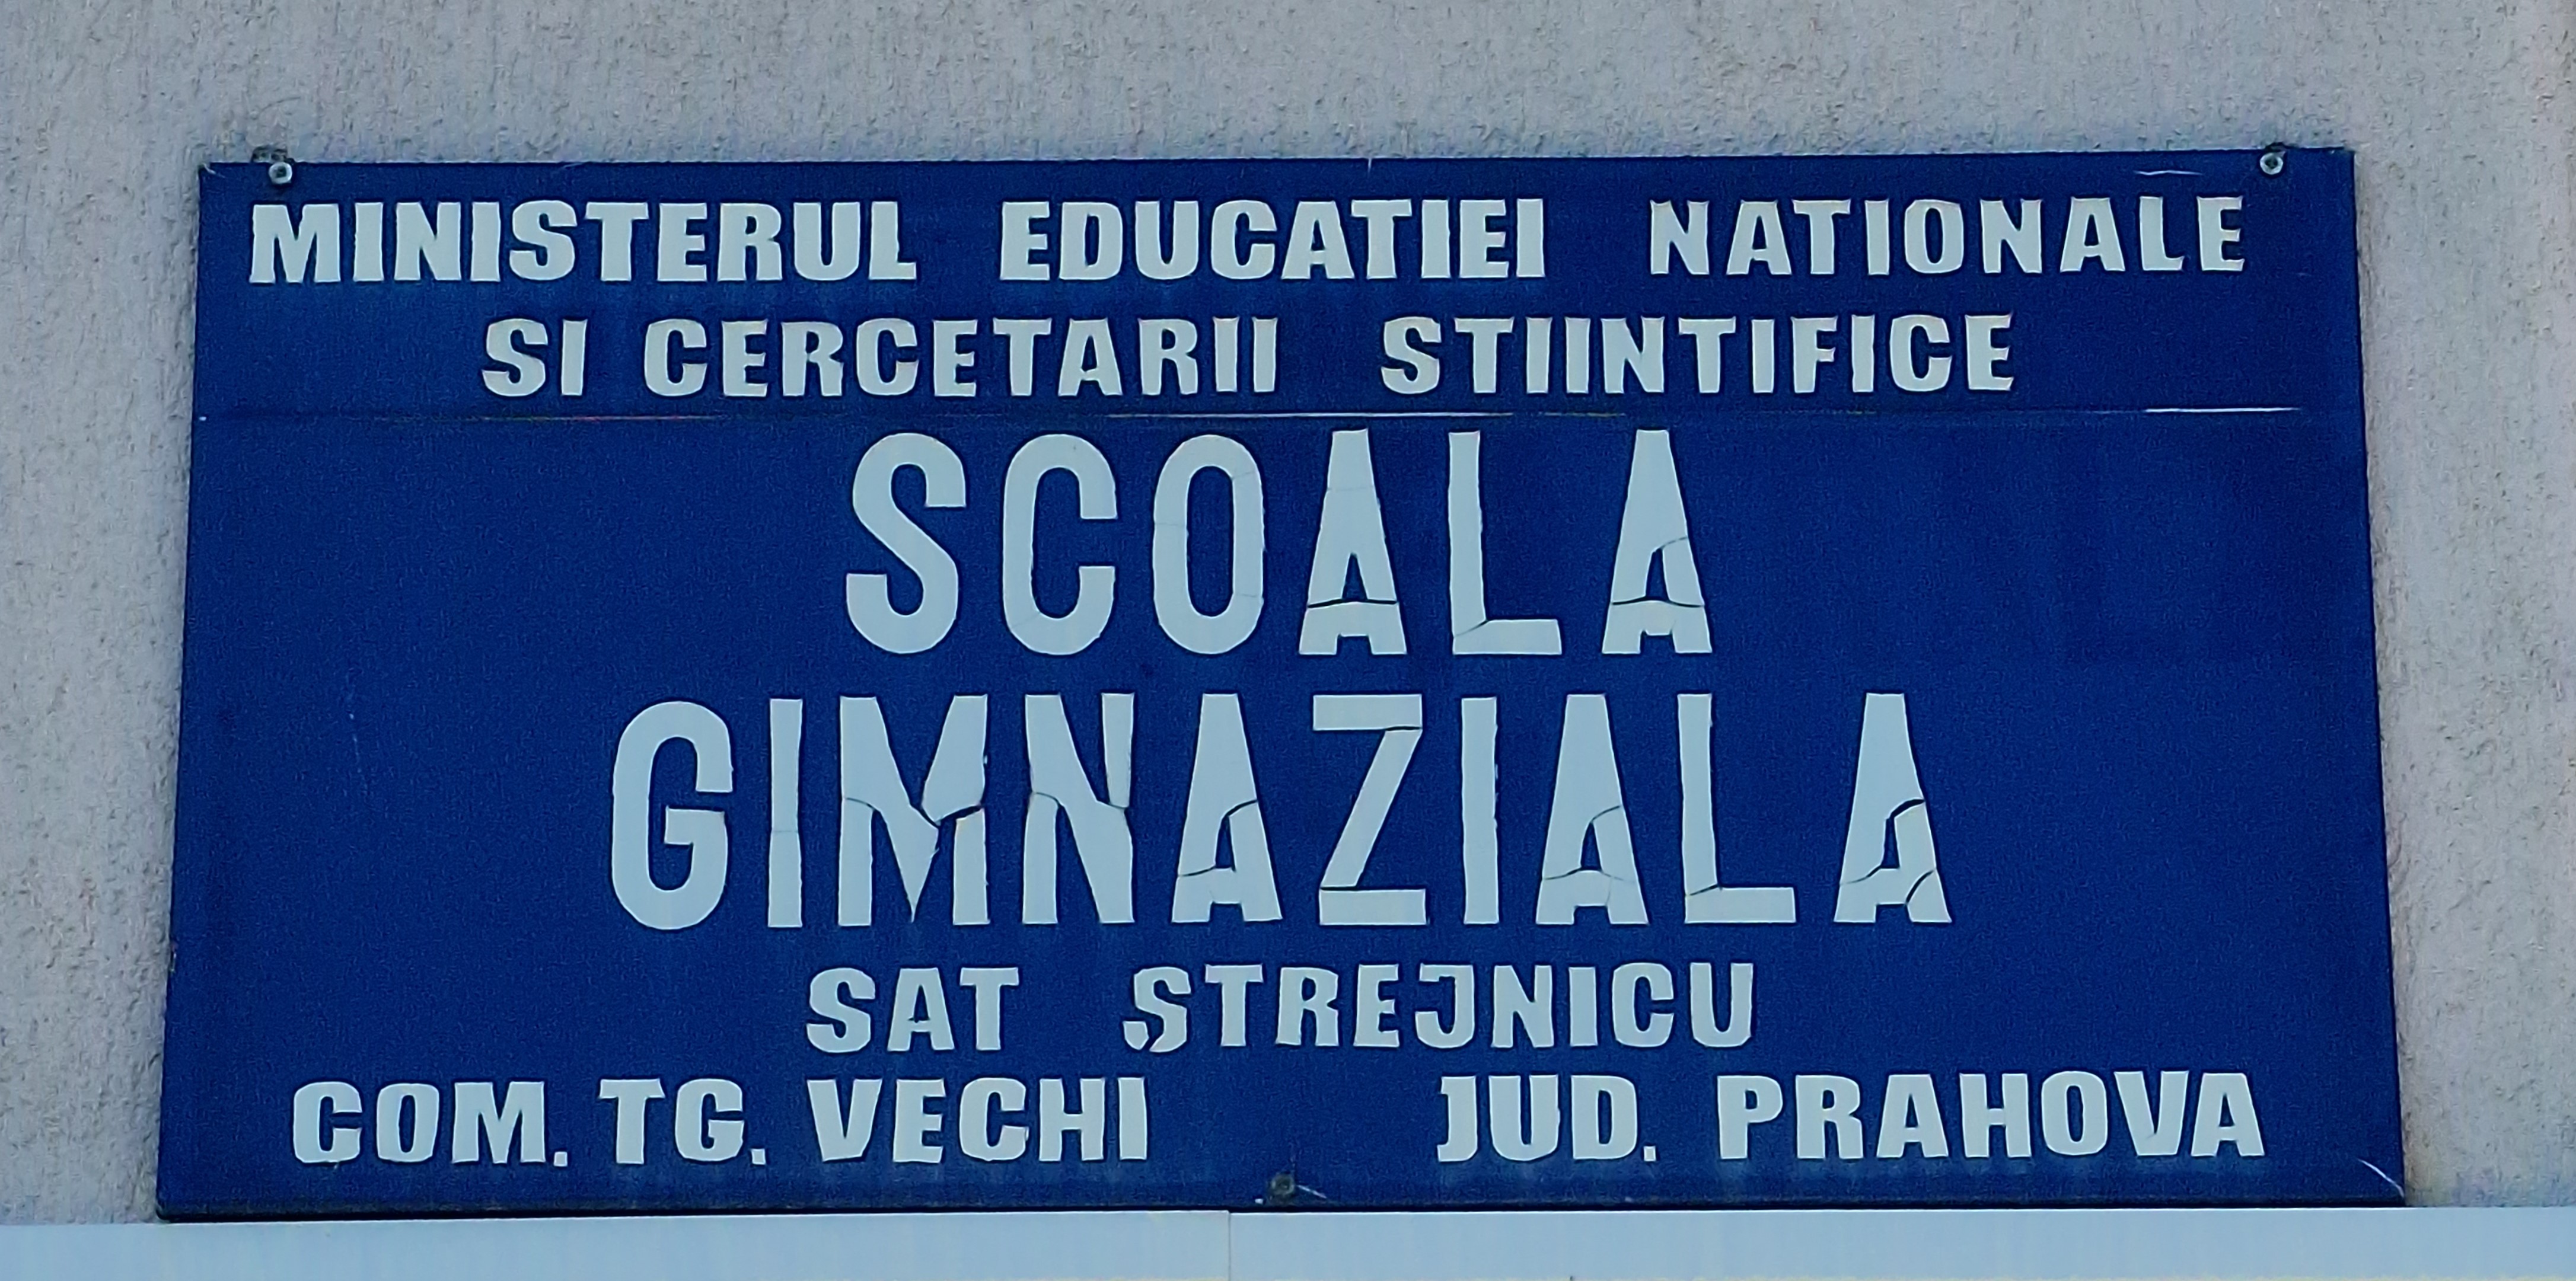 MINISTERUL EDUCATIEI NATIONALE
SI CERCETARII STIINTIFICE
SCOALA
GIMNAZIALA
SAT STREJNICU
COM. TG. VECHI JUD. PRAHOVA